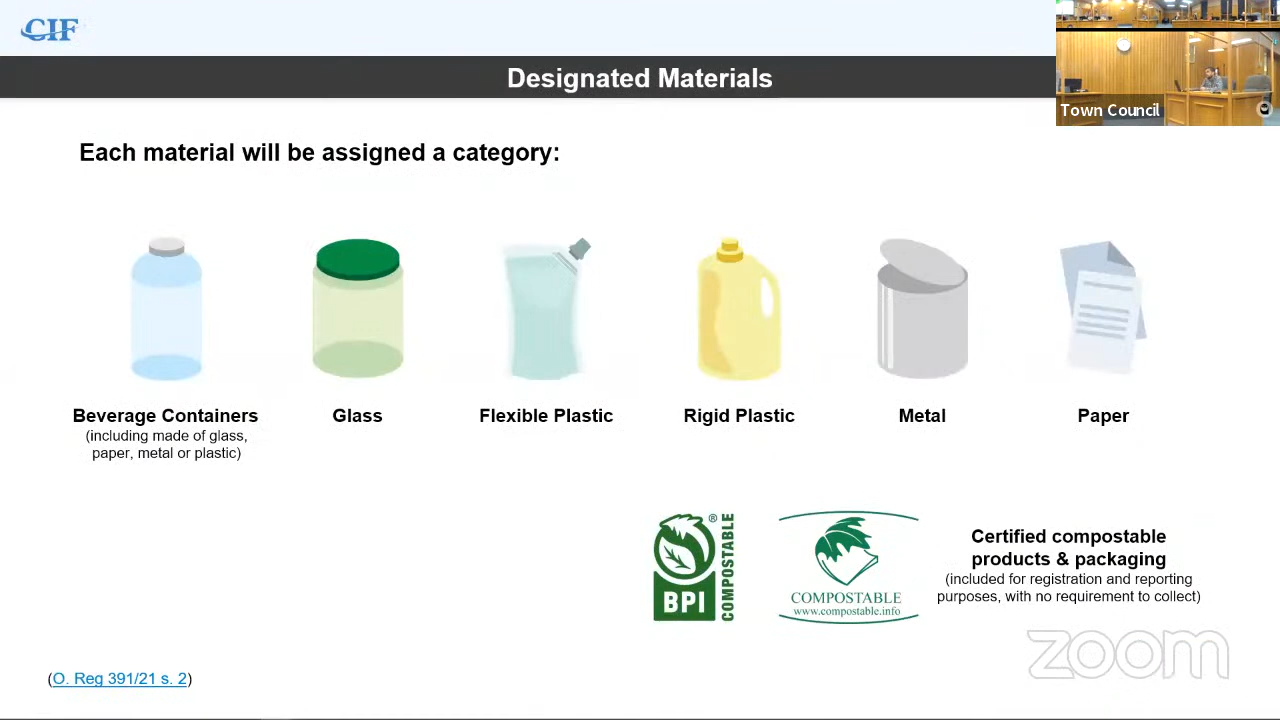 CIF
Designated Materials
Town Council
Each material will be assigned a category:
Beverage Containers
(including made of glass,
paper, metal or plastic)
Glass
Flexible Plastic
Rigid Plastic
Metal
Paper
BPI
®
COMPOSTABLE
COMPOSTABLE
www.compostable.info
Certified compostable
products & packaging
(included for registration and reporting
purposes, with no requirement to collect)
zoom
(O. Reg 391/21 s. 2)